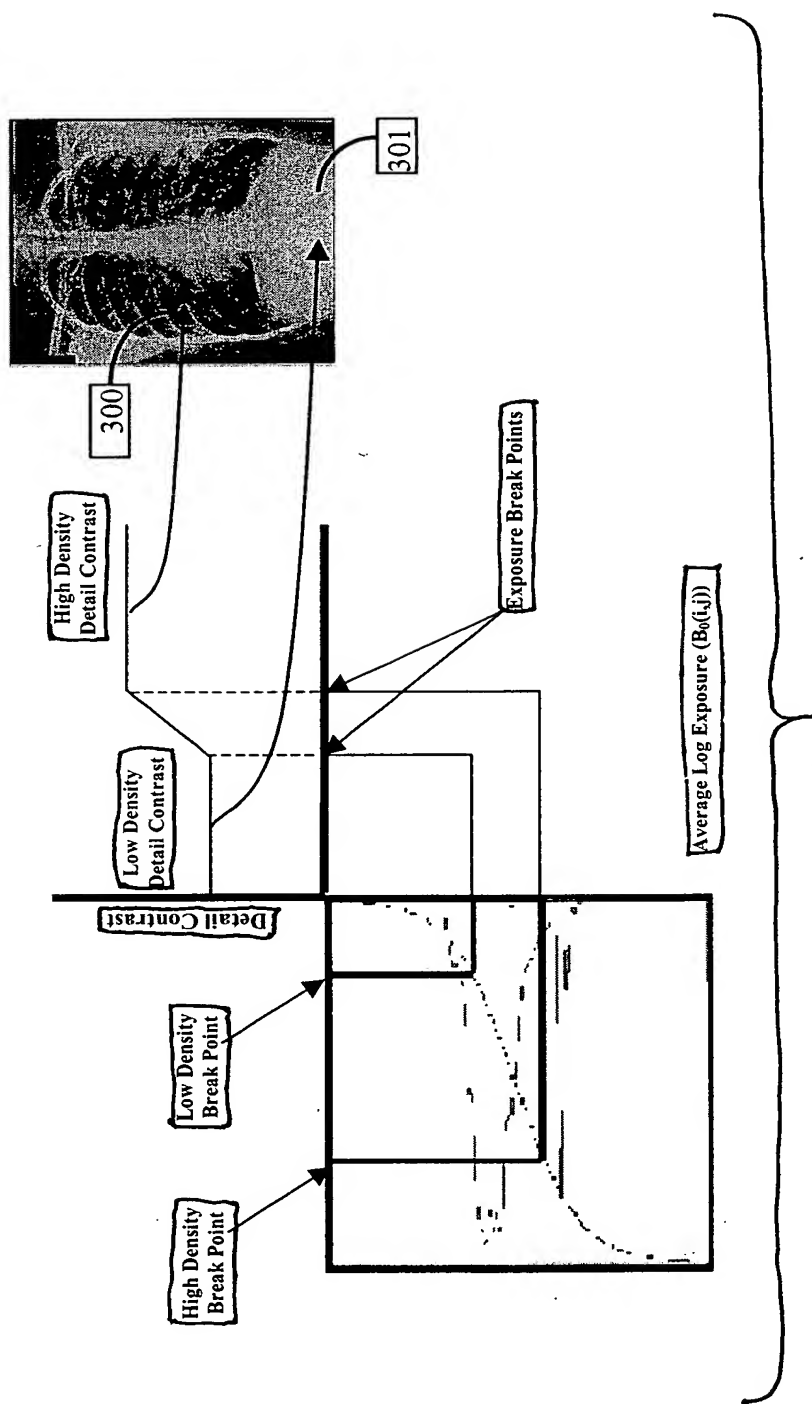 High Density
Break Point
Low Density
Break Point
Detail Contrast
Low Density
Detail Contrast
High Density
Detail Contrast
300
301
Exposure Break Points
Average Log Exposure (B₀(i,j))